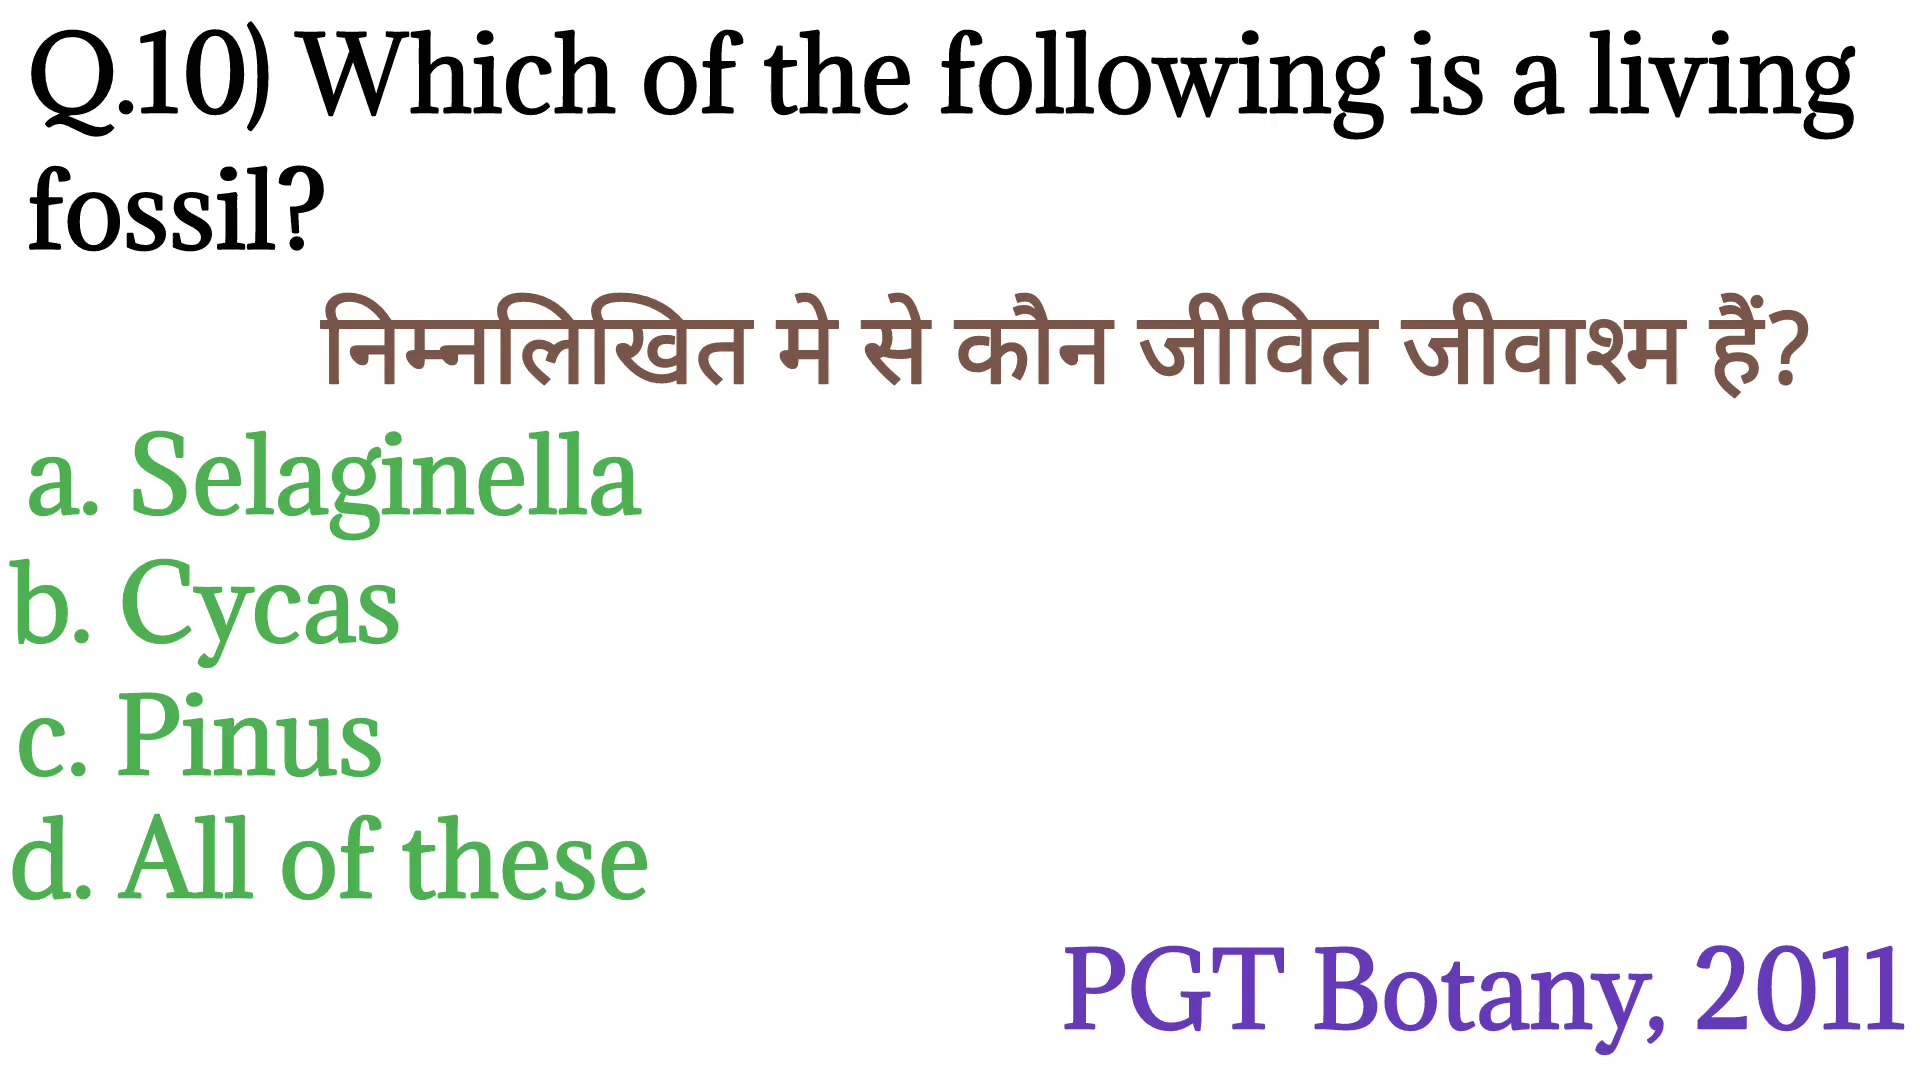 Q.10) Which of the following is a living
fossil?
निम्नलिखित मे से कौन जीवित जीवाश्म हैं?
a. Selaginella
b. Cycas
c. Pinus
d. All of these
PGT Botany, 2011